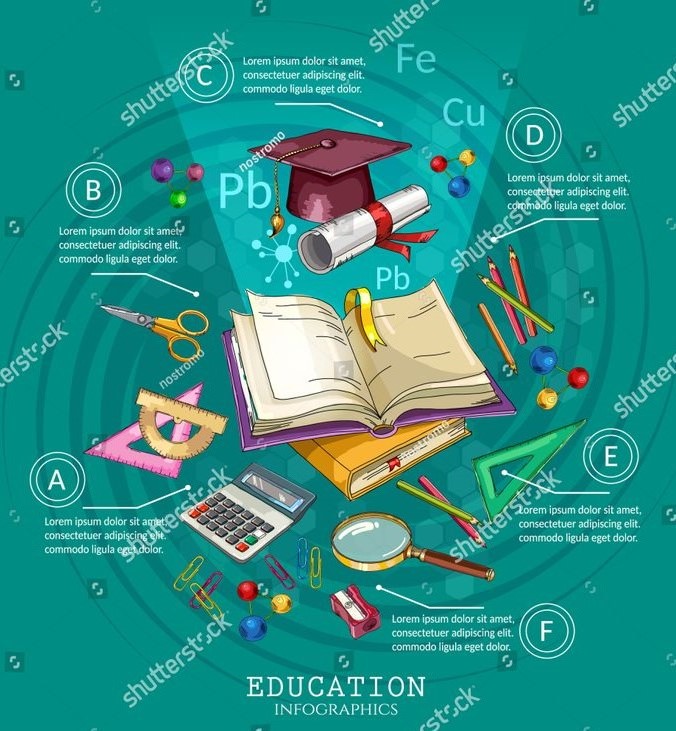 C
Lorem ipsum dolor sit amet,
consectetuer adipiscing elit.
commodo ligula eget dolor.
Fe
Cu
D
Lorem ipsum dolor sit amet,
consectetuer adipiscing elit.
commodo ligula eget dolor.
B
Lorem ipsum dolor sit amet,
consectetuer adipiscing elit.
commodo ligula eget dolor.
Pb
Pb
A
Lorem ipsum dolor sit amet,
consectetuer adipiscing elit.
commodo ligula eget dolor.
E
Lorem ipsum dolor sit amet,
consectetuer adipiscing elit.
commodo ligula eget dolor.
Lorem ipsum dolor sit amet,
consectetuer adipiscing elit.
commodo ligula eget dolor.
F
EDUCATION
INFOGRAPHICS
shutterstock
nostromo